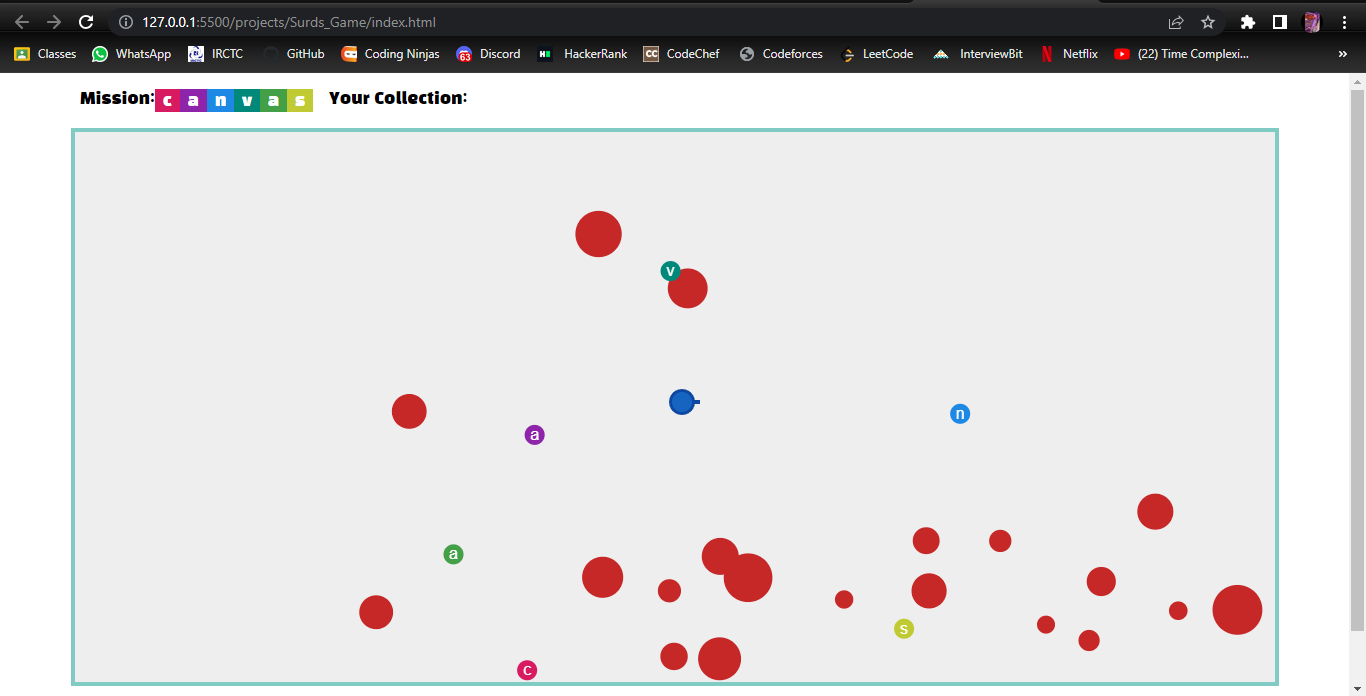 127.0.0.1:5500/projects/Surds_Game/index.html
Classes WhatsApp IRCTC GitHub Coding Ninjas 63 Discord HackerRank CC CodeChef Codeforces LeetCode InterviewBit Netflix (22) Time Complexi... »
Mission: c a n v a s Your Collection:
v
a
n
a
s
c